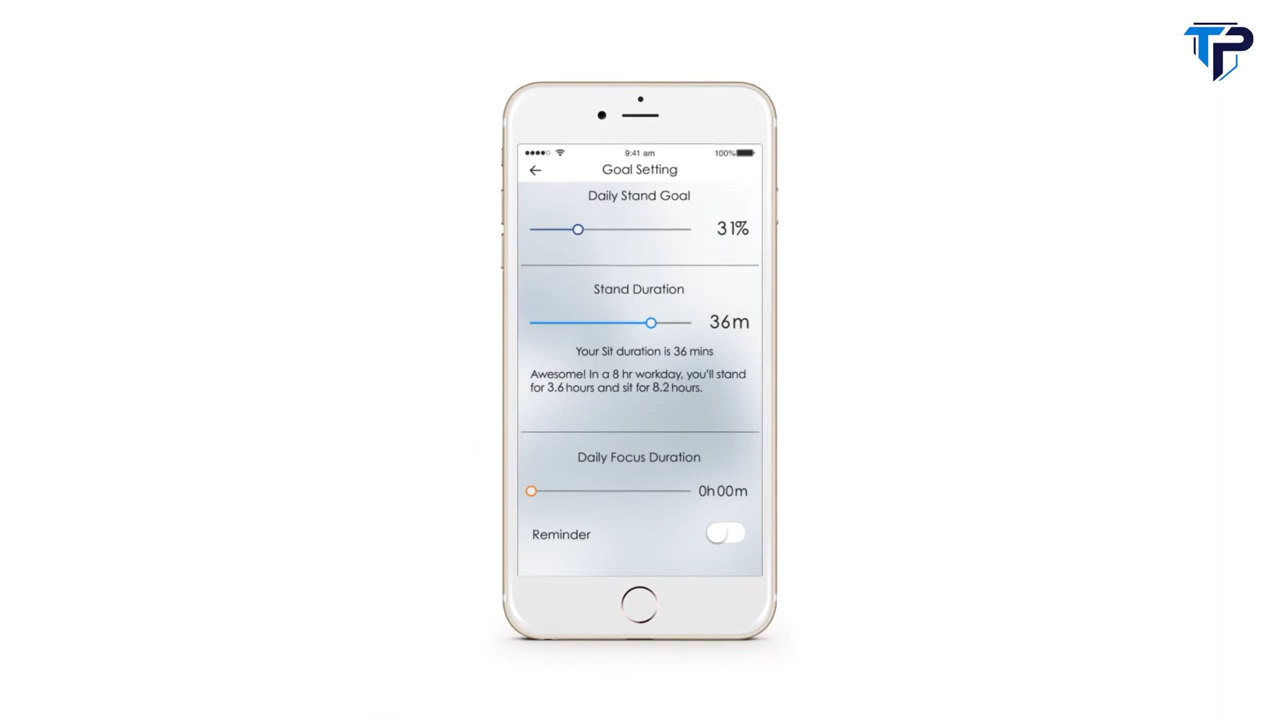 TP
9:41 am 100%
Goal Setting
Daily Stand Goal
31%
Stand Duration
36m
Your Sit duration is 36 mins
Awesome! In a 8 hr workday, you'll stand
for 3.6 hours and sit for 8.2 hours.
Daily Focus Duration
0h00m
Reminder